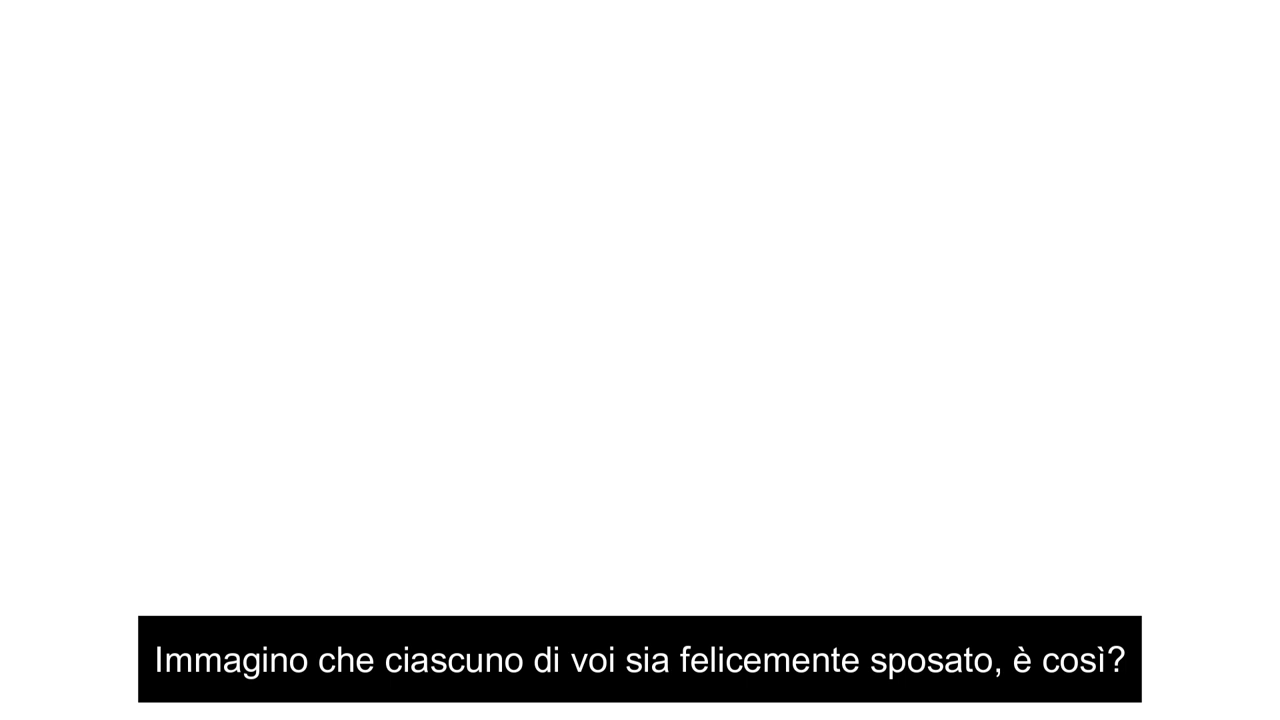 Immagino che ciascuno di voi sia felicemente sposato, è così?